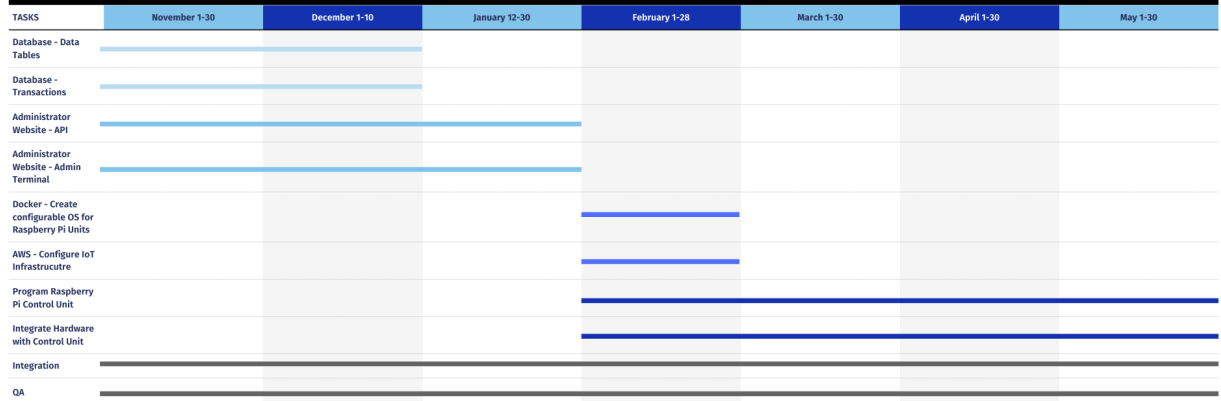 TASKS November 1-30 December 1-10 January 12-30 February 1-28 March 1-30 April 1-30 May 1-30
Database - Data
Tables
Database -
Transactions
Administrator
Website - API
Administrator
Website - Admin
Terminal
Docker - Create
configurable OS for
Raspberry Pi Units
AWS - Configure IoT
Infrastrucutre
Program Raspberry
Pi Control Unit
Integrate Hardware
with Control Unit
Integration
QA